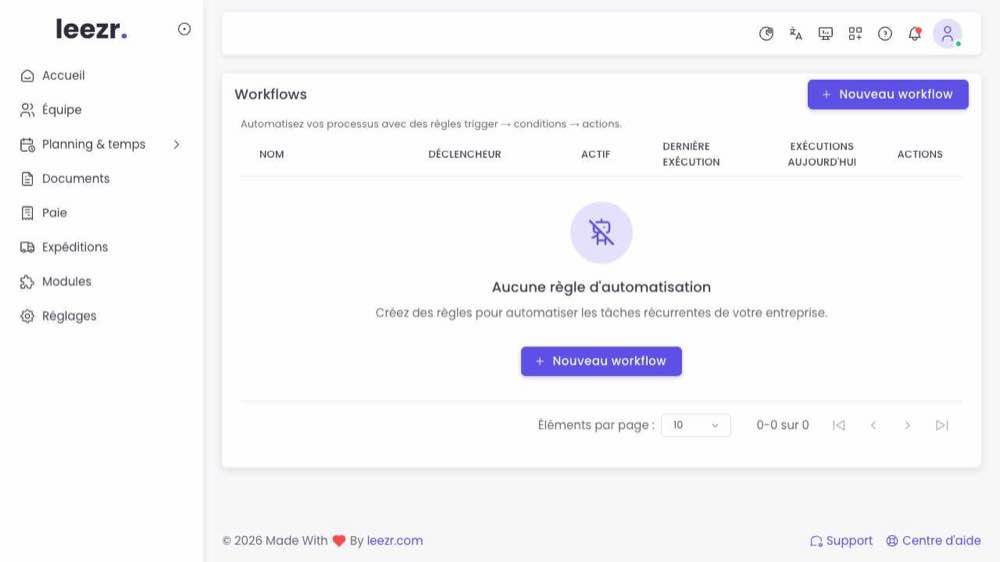 leezr.
Accueil
Équipe
Planning & temps
Documents
Paie
Expéditions
Modules
Réglages
Workflows
+ Nouveau workflow
Automatisez vos processus avec des règles trigger → conditions → actions.
NOM DÉCLENCHEUR ACTIF DERNIÈRE EXÉCUTION EXÉCUTIONS AUJOURD'HUI ACTIONS
Aucune règle d'automatisation
Créez des règles pour automatiser les tâches récurrentes de votre entreprise.
+ Nouveau workflow
Éléments par page : 10 0-0 sur 0
© 2026 Made With ❤ By leezr.com
Support Centre d'aide